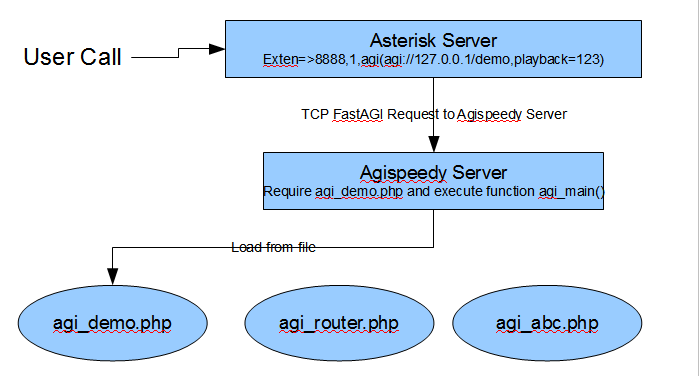 User Call
Asterisk Server
Exten=>8888,1,agi(agi://127.0.0.1/demo,playback=123)
TCP FastAGI Request to Agispeedy Server
Agispeedy Server
Require agi_demo.php and execute function agi_main()
Load from file
agi_demo.php
agi_router.php
agi_abc.php